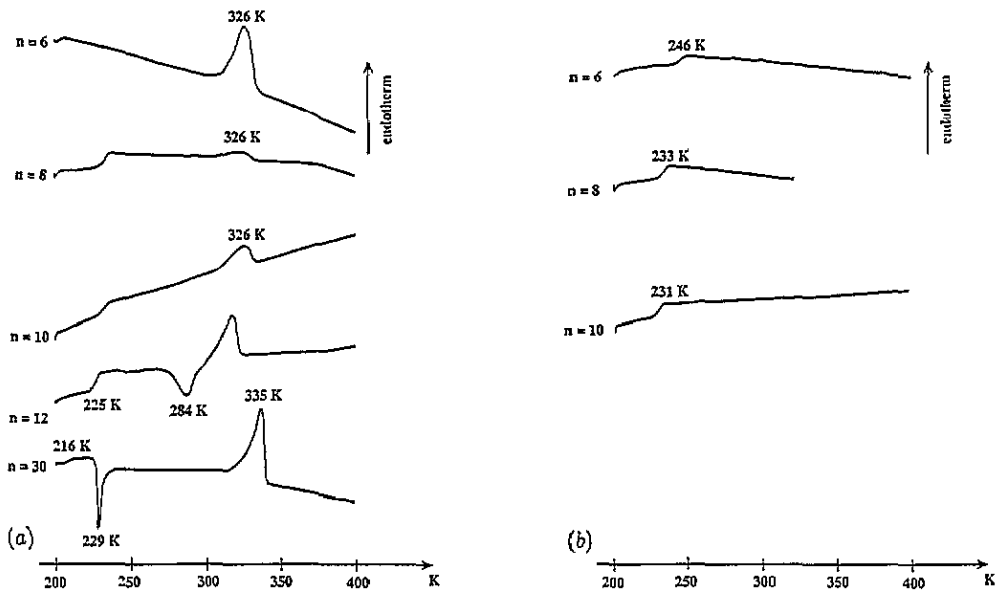 326 K
n = 6
endotherm
326 K
n = 8
326 K
n = 10
225 K
284 K
n = 12
335 K
216 K
n = 30
229 K
(a)
200 250 300 350 400 K
246 K
n = 6
endotherm
233 K
n = 8
231 K
n = 10
(b)
200 250 300 350 400 K